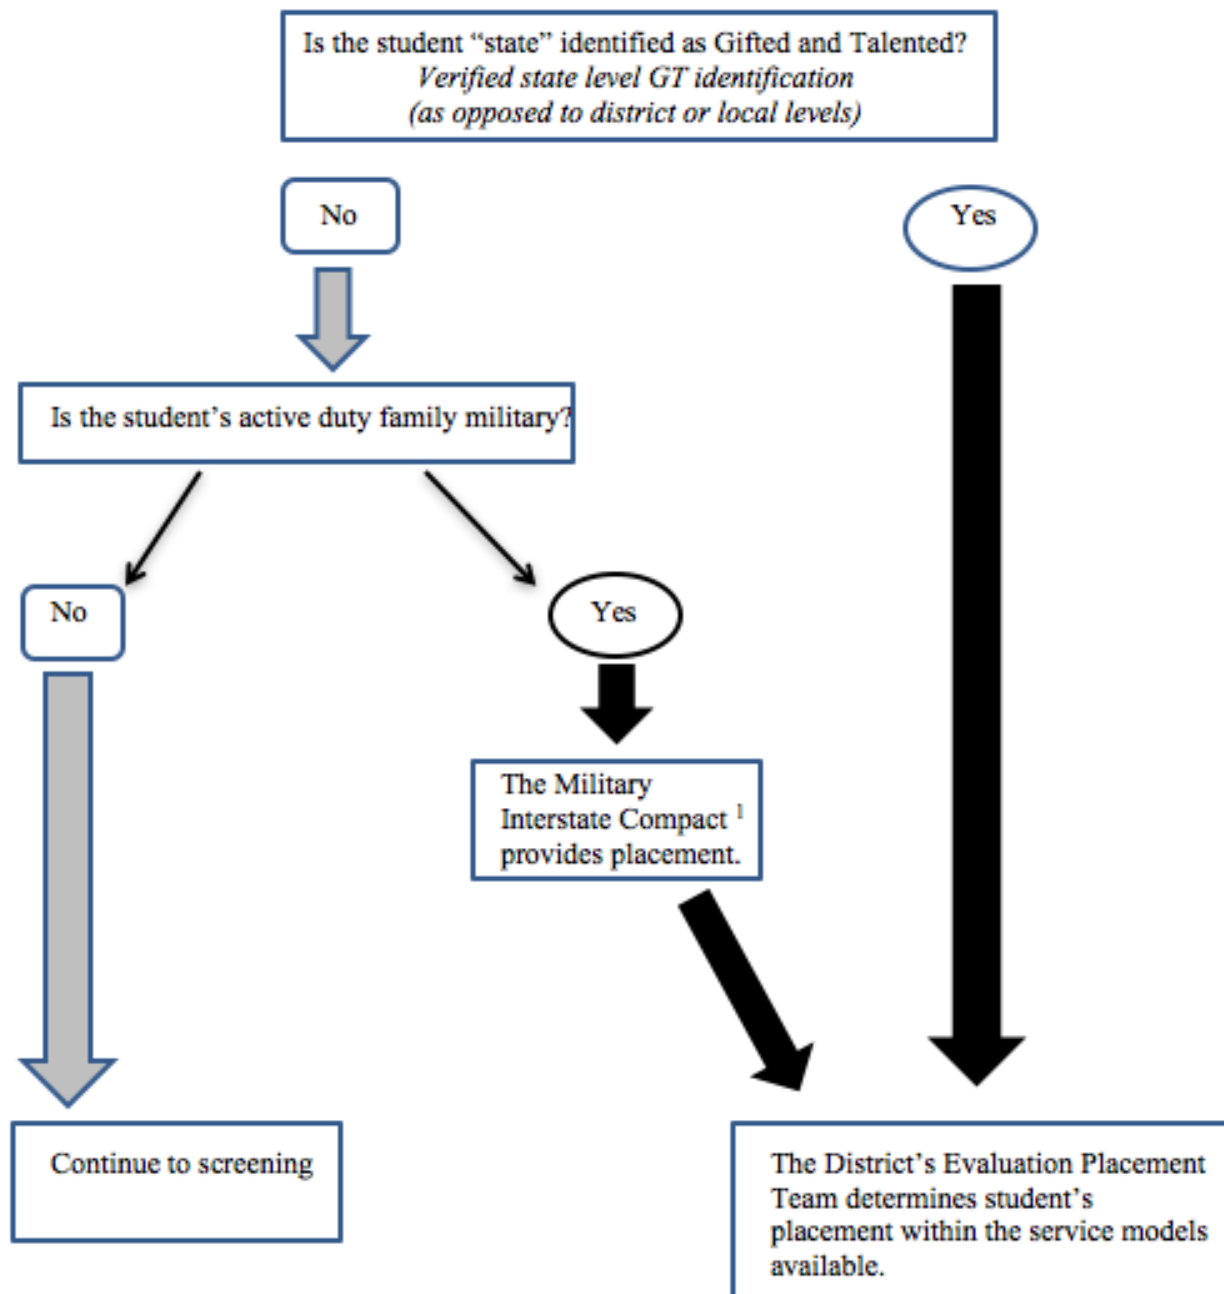 Is the student “state” identified as Gifted and Talented?
Verified state level GT identification
(as opposed to district or local levels)
No
Yes
Is the student’s active duty family military?
No
Yes
The Military
Interstate Compact 1
provides placement.
Continue to screening
The District’s Evaluation Placement
Team determines student’s
placement within the service models
available.